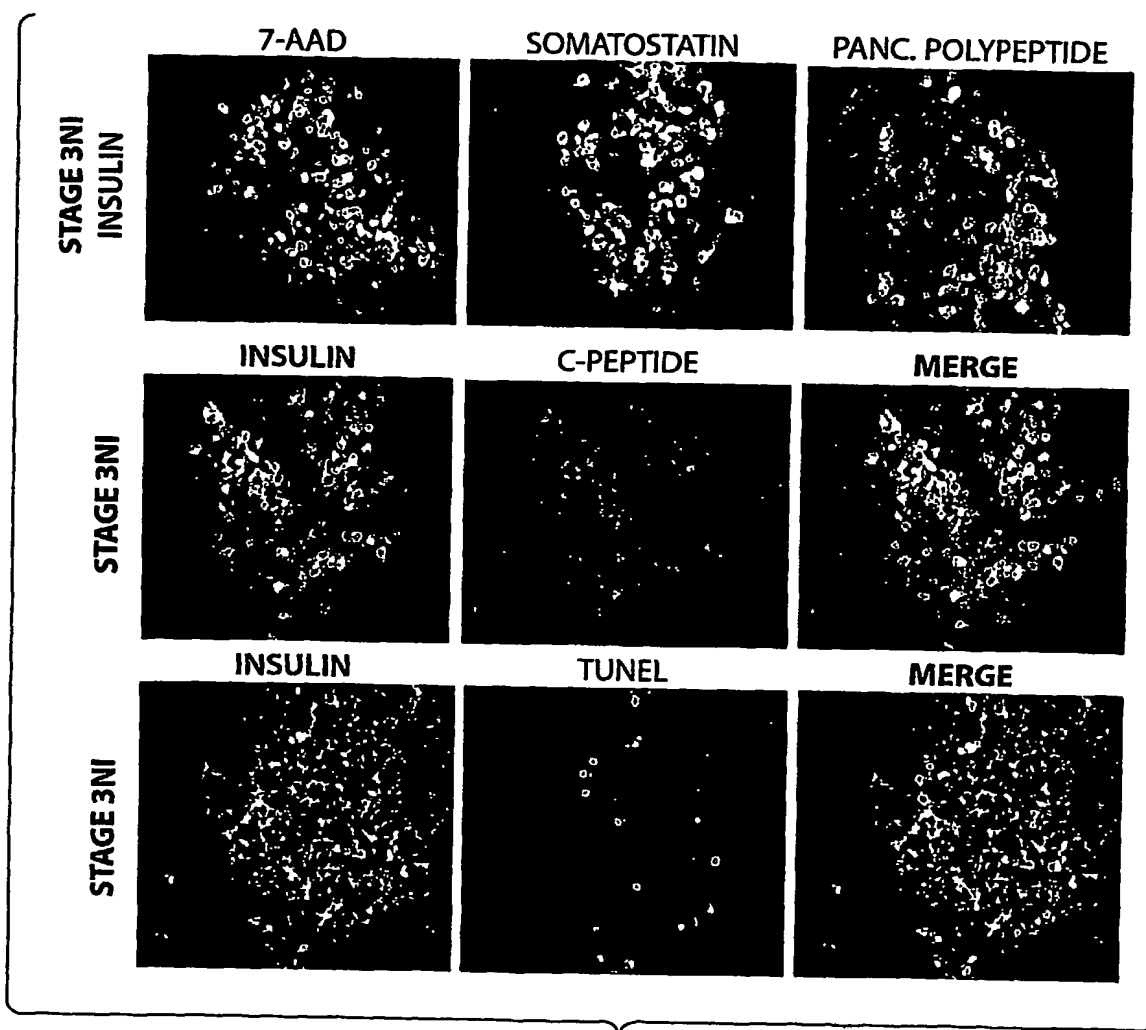 7-AAD SOMATOSTATIN PANC. POLYPEPTIDE
STAGE 3NI
INSULIN
INSULIN C-PEPTIDE MERGE
STAGE 3NI
INSULIN TUNEL MERGE
STAGE 3NI